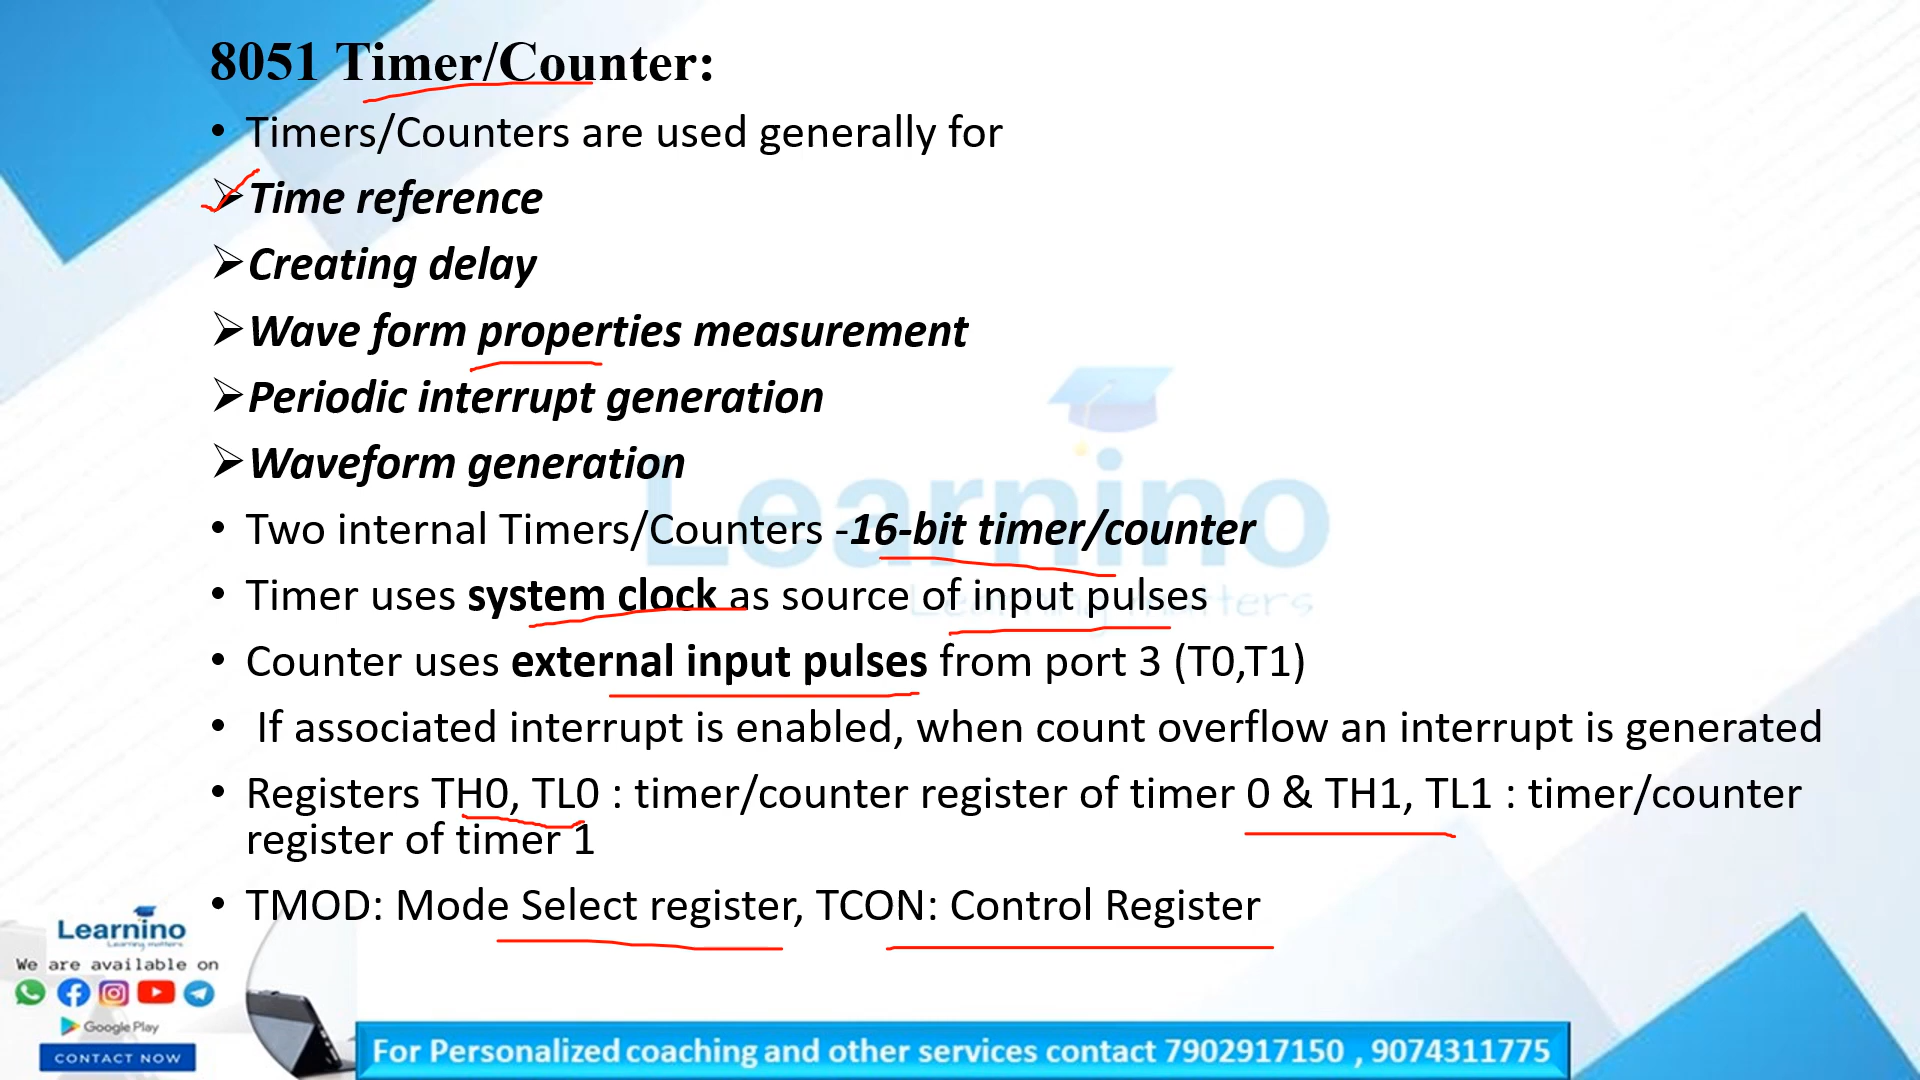 8051 Timer/Counter:
• Timers/Counters are used generally for
➢Time reference
➢Creating delay
➢Wave form properties measurement
➢Periodic interrupt generation
➢Waveform generation
• Two internal Timers/Counters -16-bit timer/counter
• Timer uses system clock as source of input pulses
• Counter uses external input pulses from port 3 (T0,T1)
• If associated interrupt is enabled, when count overflow an interrupt is generated
• Registers TH0, TL0 : timer/counter register of timer 0 & TH1, TL1 : timer/counter
register of timer 1
• TMOD: Mode Select register, TCON: Control Register
Learnino
Learning matters
Learnino
Learning matters
We are available on
Google Play
CONTACT NOW
For Personalized coaching and other services contact 7902917150 , 9074311775